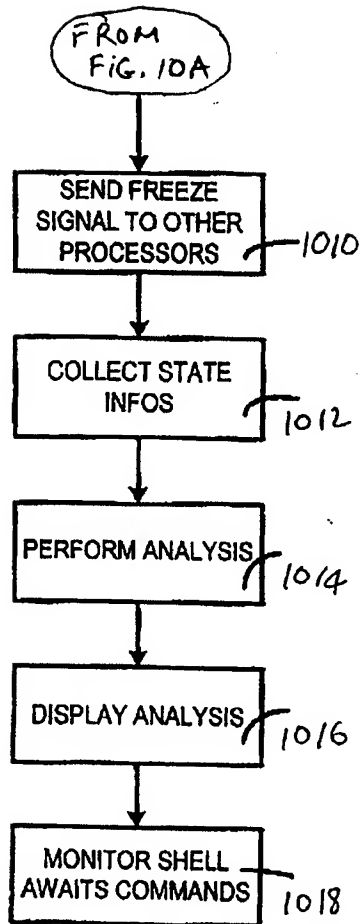 FROM
FIG. 10A
SEND FREEZE
SIGNAL TO OTHER
PROCESSORS
1010
COLLECT STATE
INFOS
1012
PERFORM ANALYSIS
1014
DISPLAY ANALYSIS
1016
MONITOR SHELL
AWAITS COMMANDS
1018